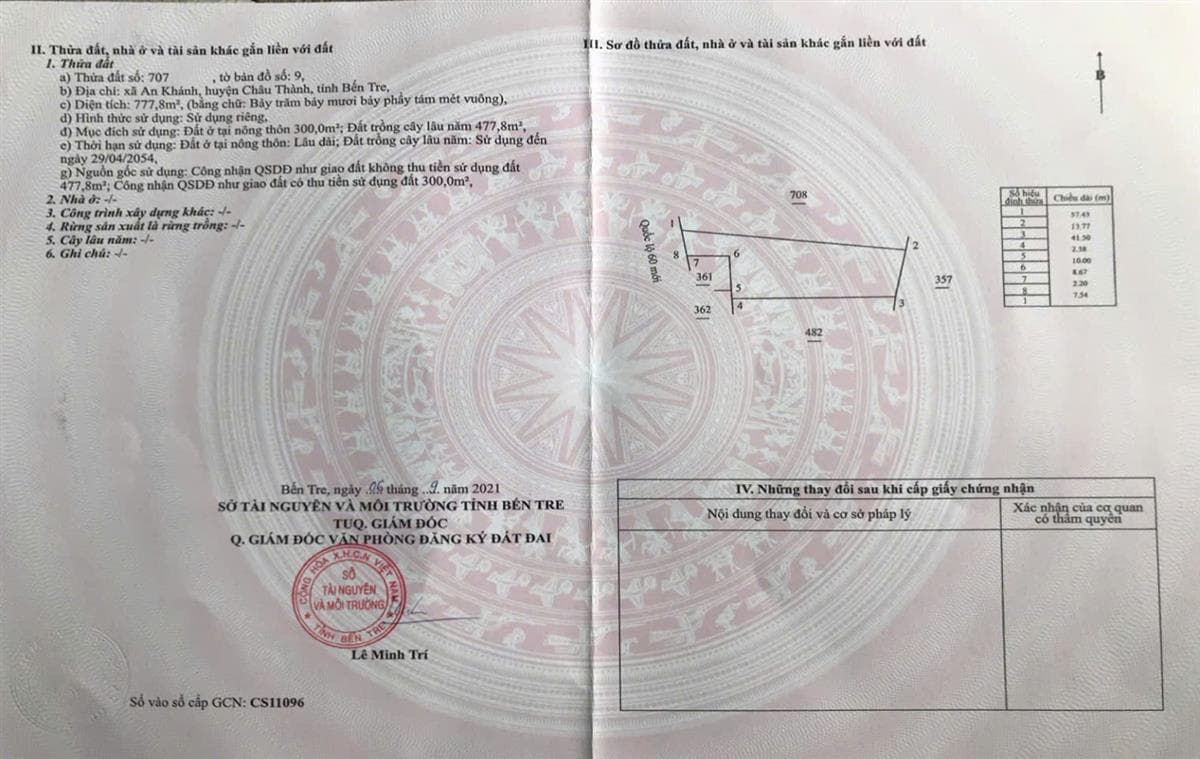 II. Thửa đất, nhà ở và tài sản khác gắn liền với đất
1. Thửa đất
a) Thửa đất số: 707 , tờ bản đồ số: 9,
b) Địa chỉ: xã An Khánh, huyện Châu Thành, tỉnh Bến Tre,
c) Diện tích: 777,8m², (bằng chữ: Bảy trăm bảy mươi bảy phẩy tám mét vuông),
d) Hình thức sử dụng: Sử dụng riêng,
đ) Mục đích sử dụng: Đất ở tại nông thôn 300,0m²; Đất trồng cây lâu năm 477,8m²,
e) Thời hạn sử dụng: Đất ở tại nông thôn: Lâu dài; Đất trồng cây lâu năm: Sử dụng đến
ngày 29/04/2054,
g) Nguồn gốc sử dụng: Công nhận QSDĐ như giao đất không thu tiền sử dụng đất
477,8m²; Công nhận QSDĐ như giao đất có thu tiền sử dụng đất 300,0m²,
2. Nhà ở: -/-
3. Công trình xây dựng khác: -/-
4. Rừng sản xuất là rừng trồng: -/-
5. Cây lâu năm: -/-
6. Ghi chú: -/-
Bến Tre, ngày 06 tháng 9 năm 2021
SỞ TÀI NGUYÊN VÀ MÔI TRƯỜNG TỈNH BẾN TRE
TUQ. GIÁM ĐỐC
Q. GIÁM ĐỐC VĂN PHÒNG ĐĂNG KÝ ĐẤT ĐAI
CỘNG HÒA X.H.C.N VIỆT NAM
SỞ
TÀI NGUYÊN
VÀ MÔI TRƯỜNG
TỈNH BẾN TRE
Lê Minh Trí
Số vào sổ cấp GCN: CS11096
III. Sơ đồ thửa đất, nhà ở và tài sản khác gắn liền với đất
B
708
1
2
Quốc lộ 60 mới
8
7
6
361
5
4
362
3
357
482
Số hiệu đỉnh thửa Chiều dài (m)
1
57.43
2
13.77
3
41.50
4
2.38
5
10.00
6
8.67
7
2.20
8
7.54
1
IV. Những thay đổi sau khi cấp giấy chứng nhận
Nội dung thay đổi và cơ sở pháp lý
Xác nhận của cơ quan
có thẩm quyền